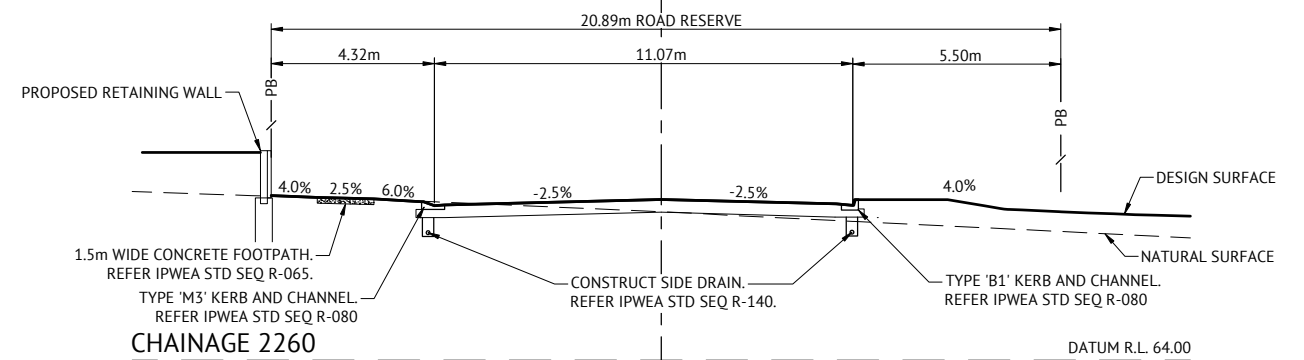 20.89m ROAD RESERVE
4.32m
11.07m
5.50m
PB
PB
PROPOSED RETAINING WALL
4.0%
2.5%
6.0%
-2.5%
-2.5%
4.0%
DESIGN SURFACE
NATURAL SURFACE
1.5m WIDE CONCRETE FOOTPATH.
REFER IPWEA STD SEQ R-065.
TYPE 'M3' KERB AND CHANNEL.
REFER IPWEA STD SEQ R-080
CONSTRUCT SIDE DRAIN.
REFER IPWEA STD SEQ R-140.
TYPE 'B1' KERB AND CHANNEL.
REFER IPWEA STD SEQ R-080
CHAINAGE 2260
DATUM R.L. 64.00